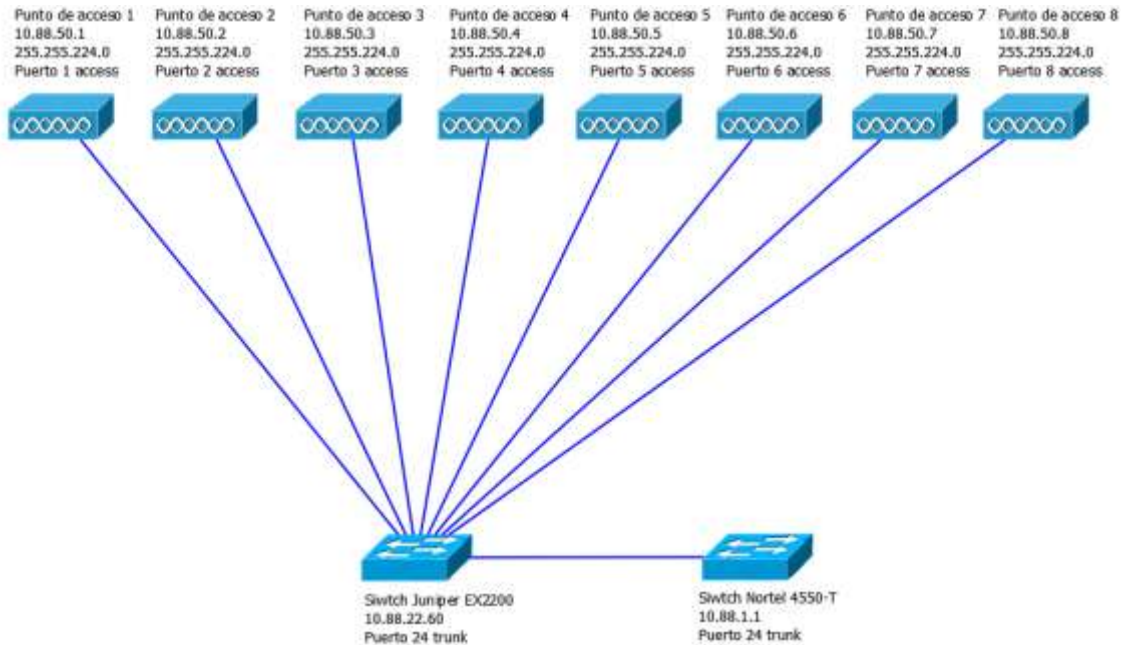 Punto de acceso 1
10.88.50.1
255.255.224.0
Puerto 1 access
Punto de acceso 2
10.88.50.2
255.255.224.0
Puerto 2 access
Punto de acceso 3
10.88.50.3
255.255.224.0
Puerto 3 access
Punto de acceso 4
10.88.50.4
255.255.224.0
Puerto 4 access
Punto de acceso 5
10.88.50.5
255.255.224.0
Puerto 5 access
Punto de acceso 6
10.88.50.6
255.255.224.0
Puerto 6 access
Punto de acceso 7
10.88.50.7
255.255.224.0
Puerto 7 access
Punto de acceso 8
10.88.50.8
255.255.224.0
Puerto 8 access
Siwtch Juniper EX2200
10.88.22.60
Puerto 24 trunk
Siwtch Nortel 4550-T
10.88.1.1
Puerto 24 trunk